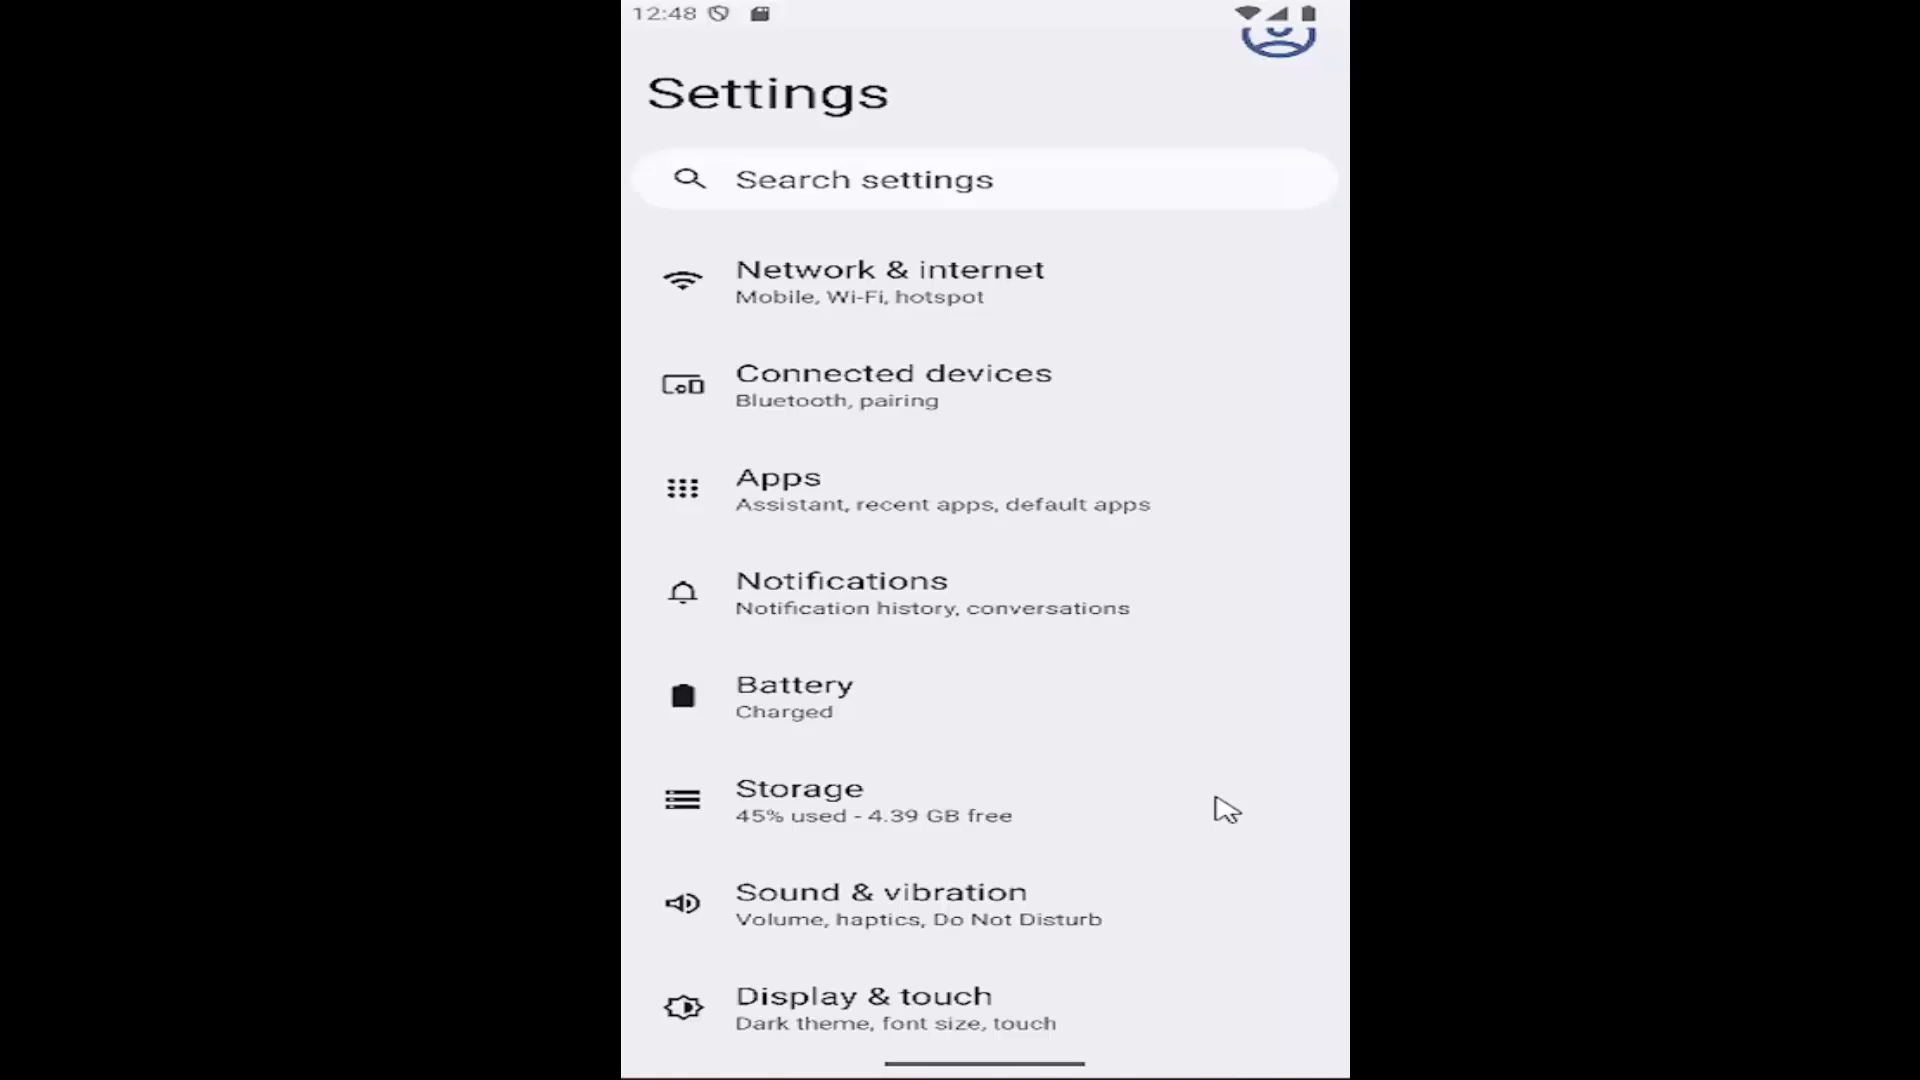 12:48
Settings
Search settings
Network & internet
Mobile, Wi-Fi, hotspot
Connected devices
Bluetooth, pairing
Apps
Assistant, recent apps, default apps
Notifications
Notification history, conversations
Battery
Charged
Storage
45% used - 4.39 GB free
Sound & vibration
Volume, haptics, Do Not Disturb
Display & touch
Dark theme, font size, touch